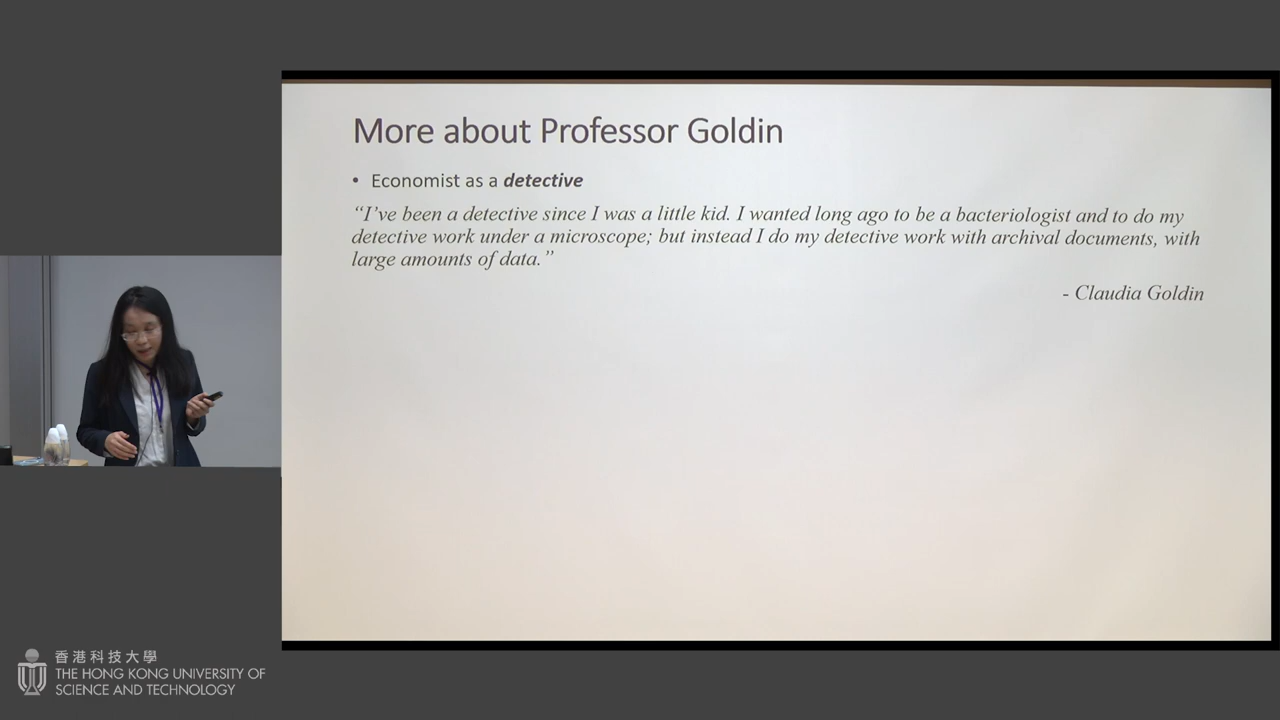 More about Professor Goldin
• Economist as a detective
“I’ve been a detective since I was a little kid. I wanted long ago to be a bacteriologist and to do my
detective work under a microscope; but instead I do my detective work with archival documents, with
large amounts of data.”
- Claudia Goldin
香港科技大學
THE HONG KONG UNIVERSITY OF
SCIENCE AND TECHNOLOGY